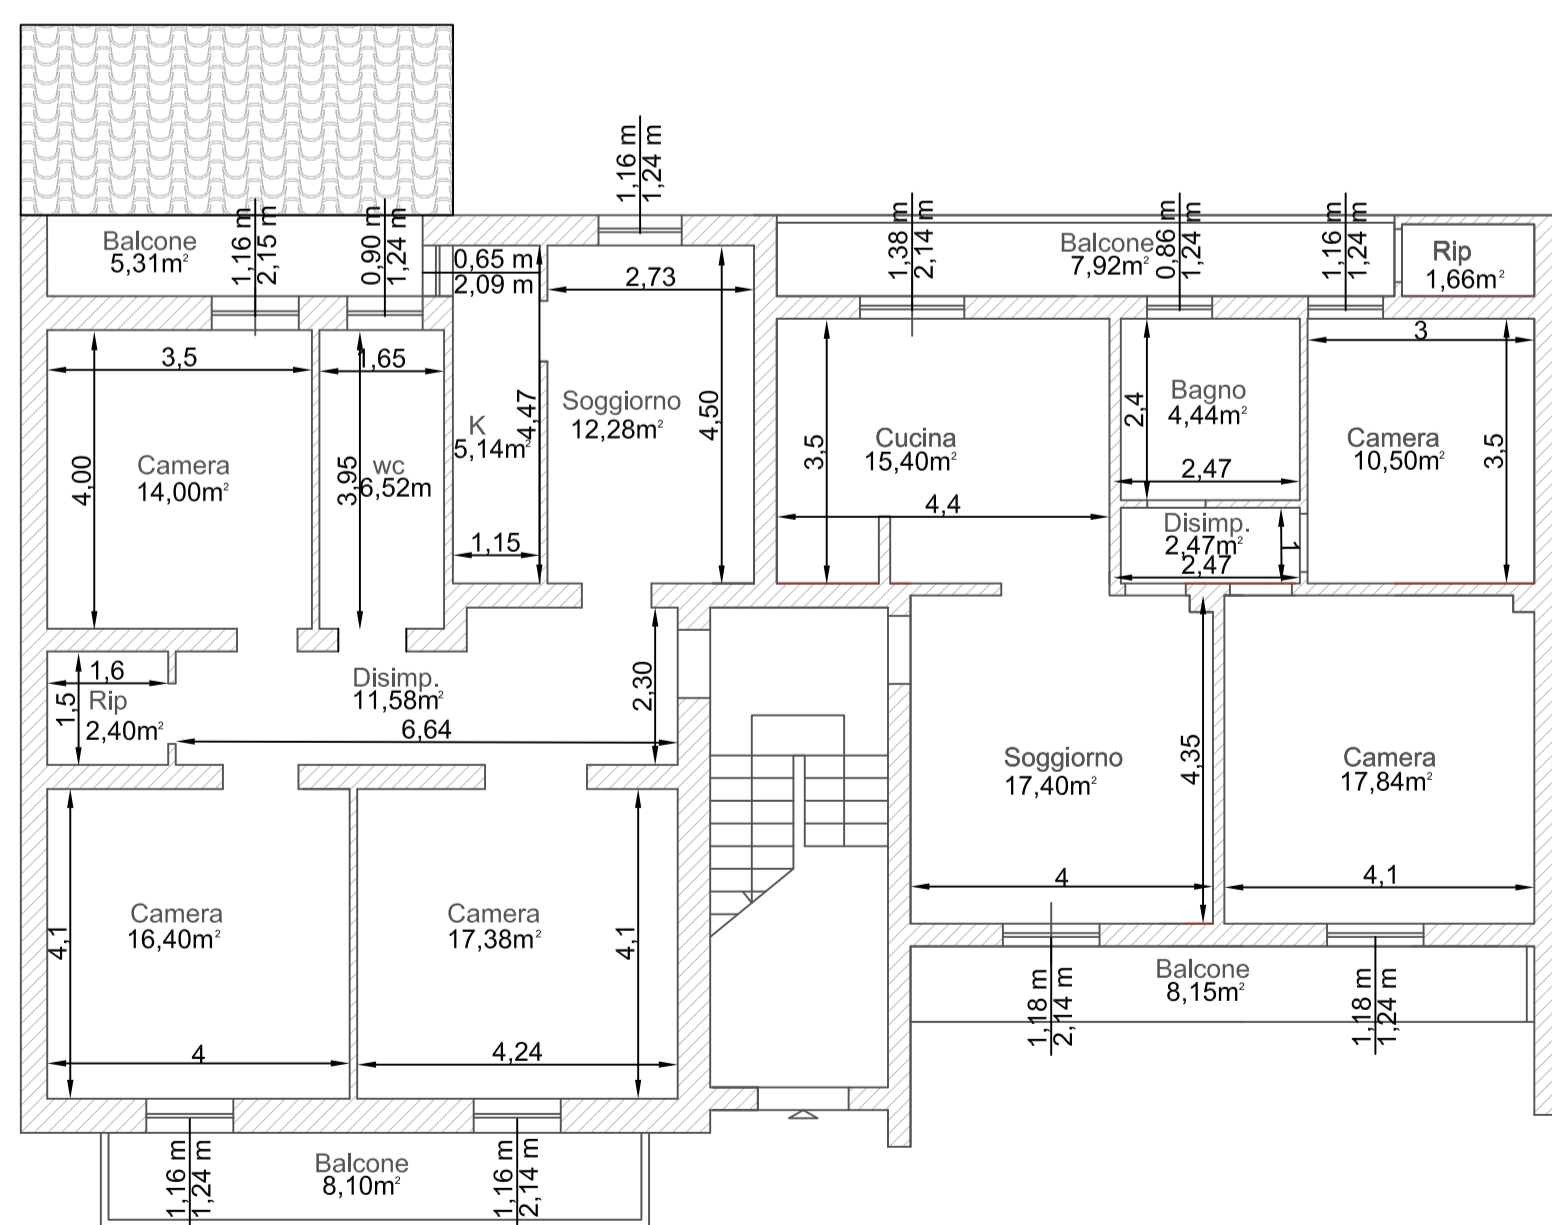 1,16 m
1,24 m
Balcone
5,31m²
1,16 m
2,15 m
0,90 m
1,24 m
0,65 m
2,09 m
2,73
1,38 m
2,14 m
Balcone
7,92m²
0,86 m
1,24 m
1,16 m
1,24 m
Rip
1,66m²
3,5
4,00
Camera
14,00m²
1,65
3,95
wc
6,52m
K
5,14m²
4,47
1,15
Soggiorno
12,28m²
4,50
3,5
Cucina
15,40m²
4,4
2,4
Bagno
4,44m²
2,47
3
Camera
10,50m²
3,5
Disimp.
2,47m²
2,47
1
1,6
1,5
Rip
2,40m²
Disimp.
11,58m²
6,64
2,30
Soggiorno
17,40m²
4,35
4
Camera
17,84m²
4,1
Camera
16,40m²
4,1
4
Camera
17,38m²
4,1
4,24
Balcone
8,15m²
1,18 m
2,14 m
1,18 m
1,24 m
1,16 m
1,24 m
Balcone
8,10m²
1,16 m
2,14 m